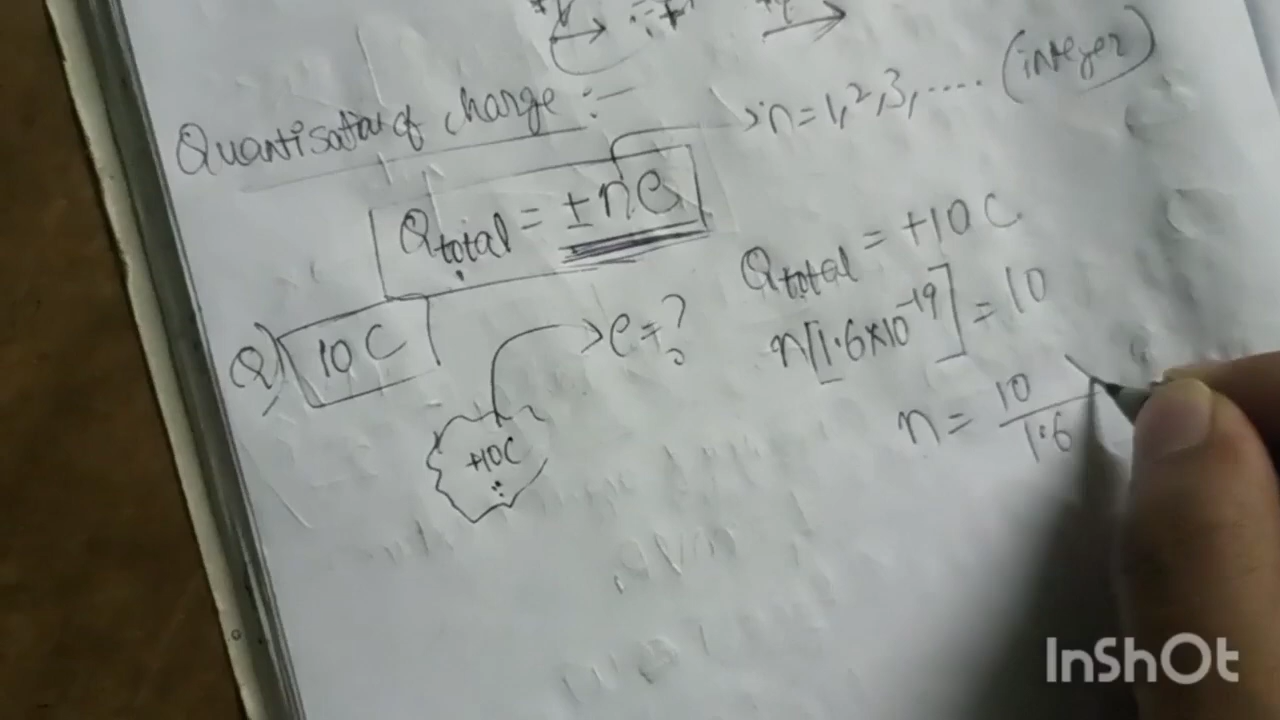 Quantisation of charge :-
→ n = 1, 2, 3, ..... (integer)
Qtotal = ±ne
Qtotal = +10 C
Q) 10 C
→ e = ?
n[1.6×10⁻¹⁹] = 10
+10C
n = 10/1.6
InShOt